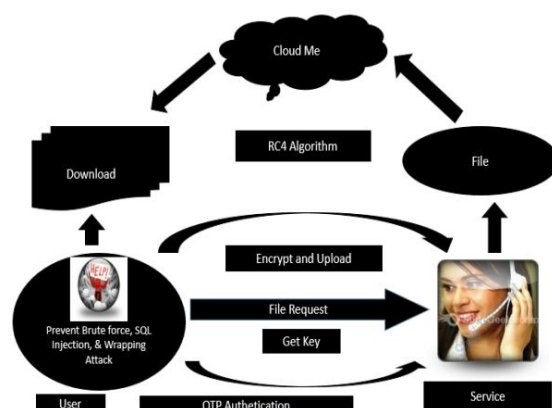 Cloud Me
RC4 Algorithm
Download
File
Encrypt and Upload
HELP!
File Request
Prevent Brute force, SQL
Injection, & Wrapping
Attack
Get Key
User
OTP Authetication
Service